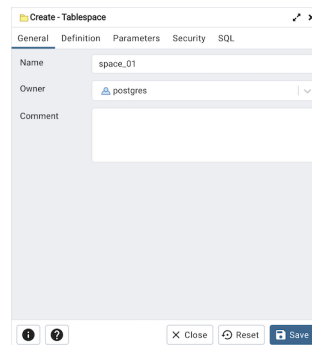 Create - Tablespace
General Definition Parameters Security SQL
Name space_01
Owner postgres
Comment
Close Reset Save